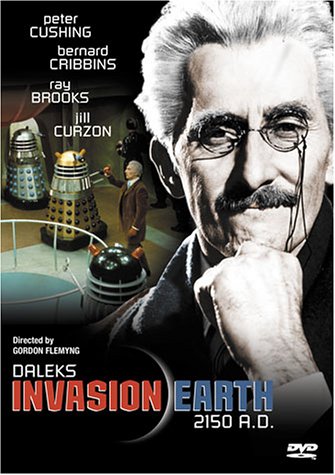 peter
CUSHING
bernard
CRIBBINS
ray
BROOKS
jill
CURZON
Directed by
GORDON FLEMYNG
DALEKS
INVASION EARTH
2150 A.D.
DVD